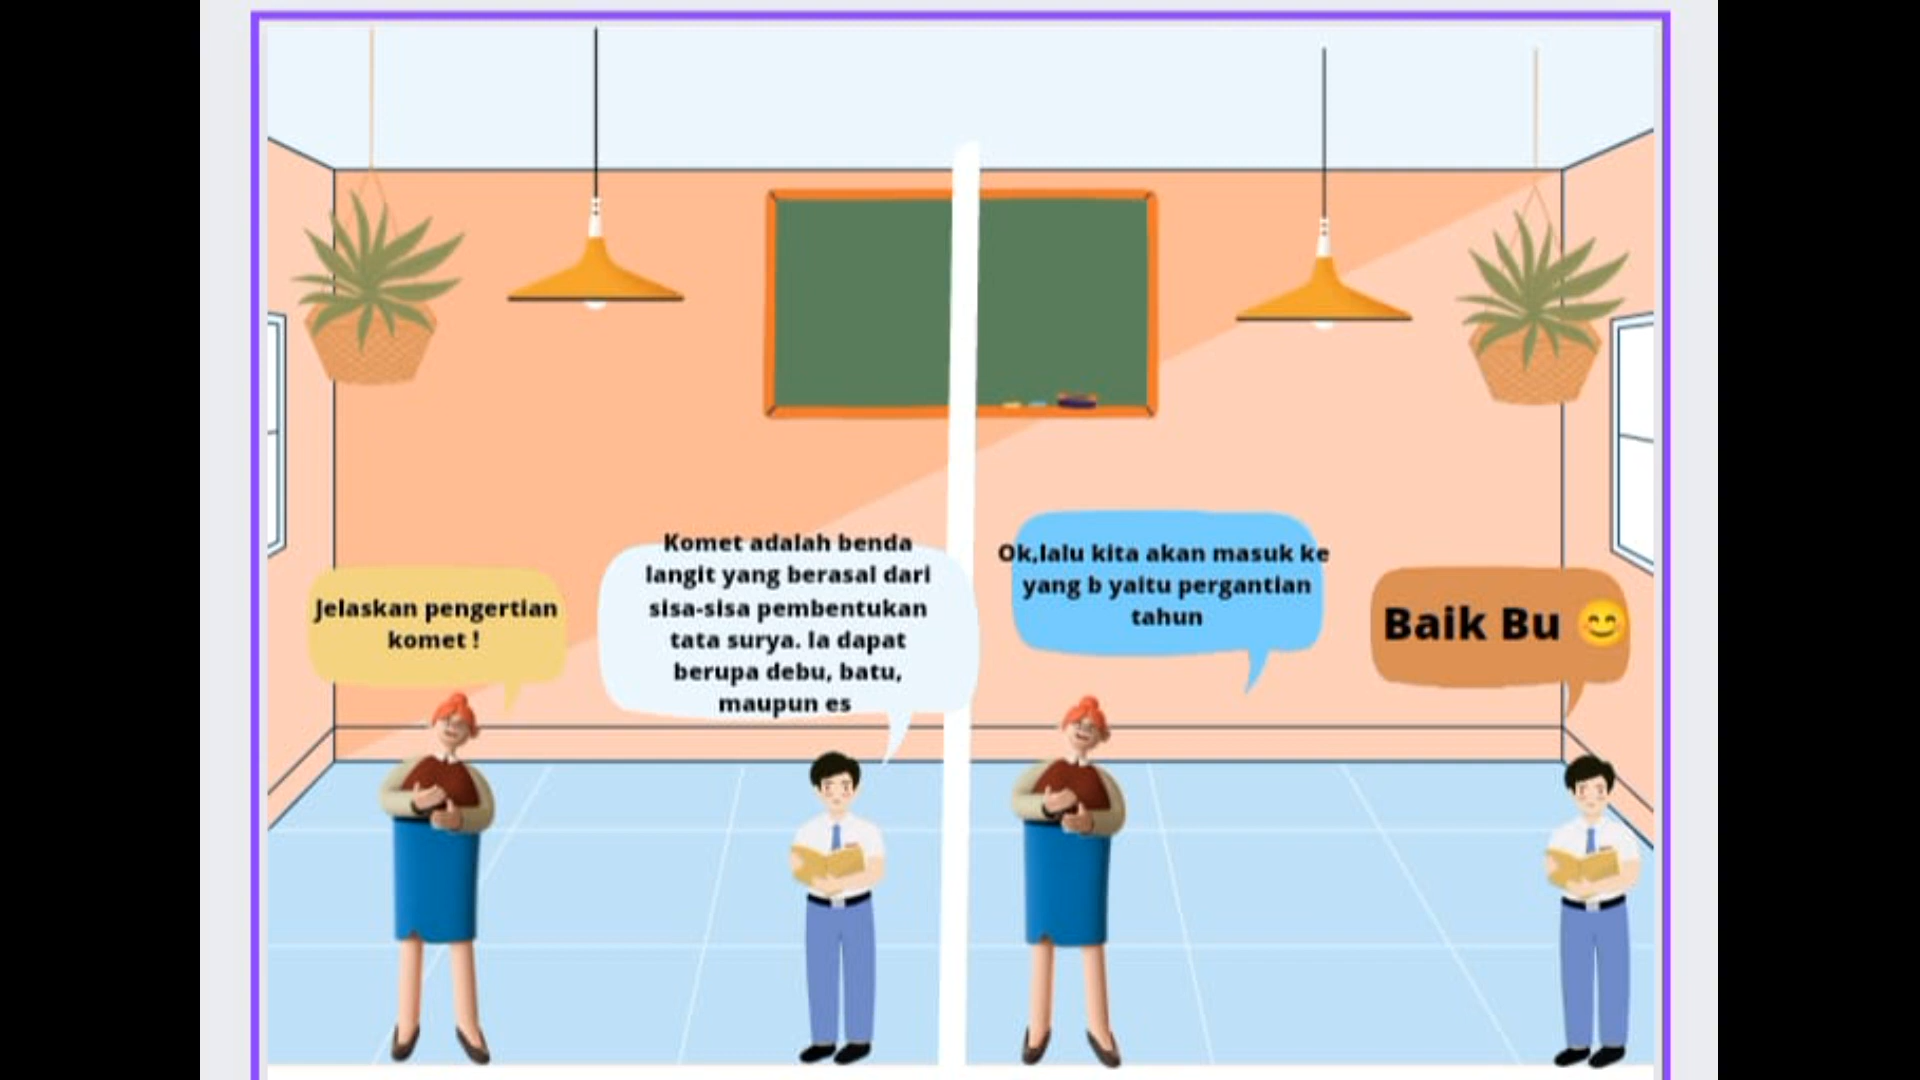 Jelaskan pengertian
komet !
Komet adalah benda
langit yang berasal dari
sisa-sisa pembentukan
tata surya. Ia dapat
berupa debu, batu,
maupun es
Ok,lalu kita akan masuk ke
yang b yaitu pergantian
tahun
Baik Bu 😊